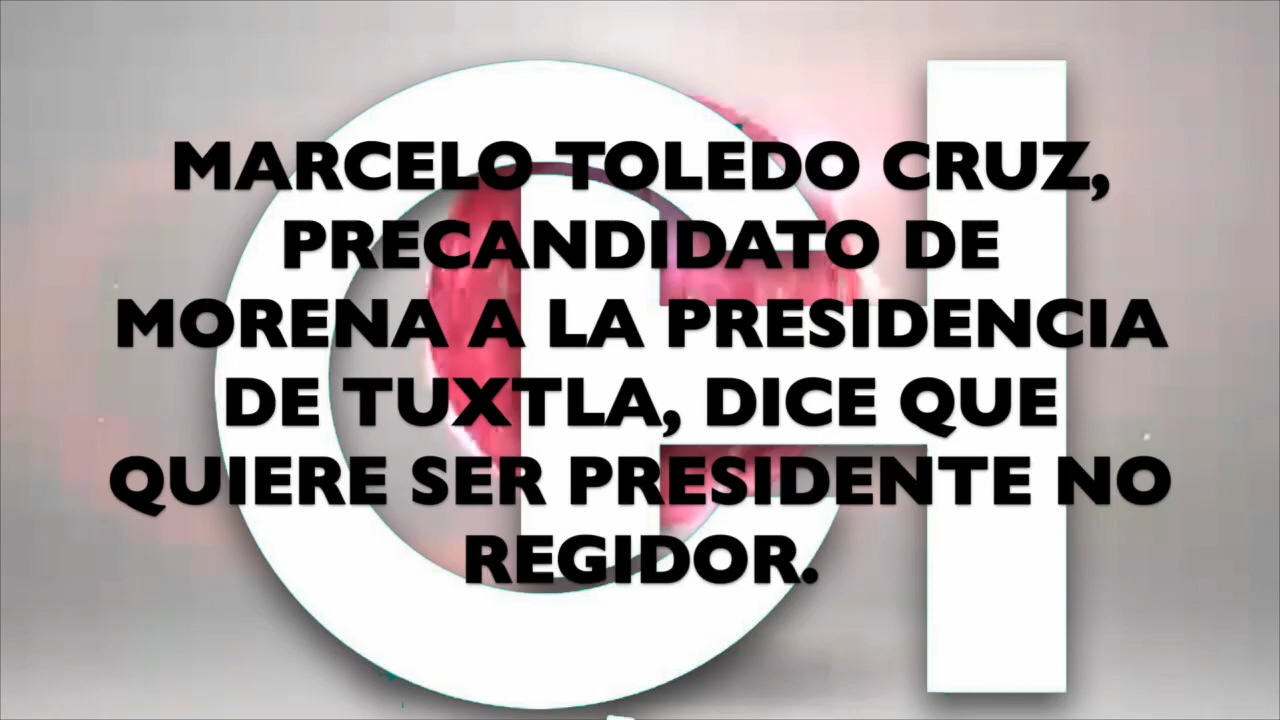 MARCELO TOLEDO CRUZ,
PRECANDIDATO DE
MORENA A LA PRESIDENCIA
DE TUXTLA, DICE QUE
QUIERE SER PRESIDENTE NO
REGIDOR.